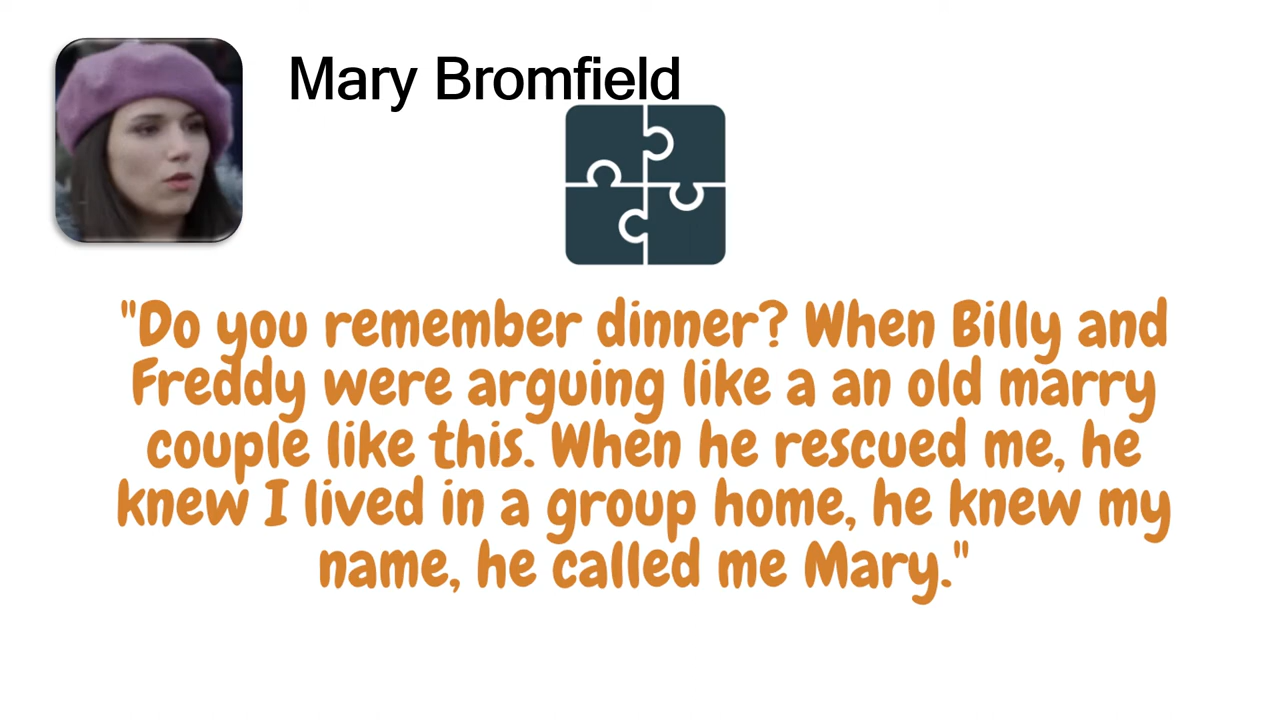 Mary Bromfield
"Do you remember dinner? When Billy and
Freddy were arguing like a an old marry
couple like this. When he rescued me, he
knew I lived in a group home, he knew my
name, he called me Mary."